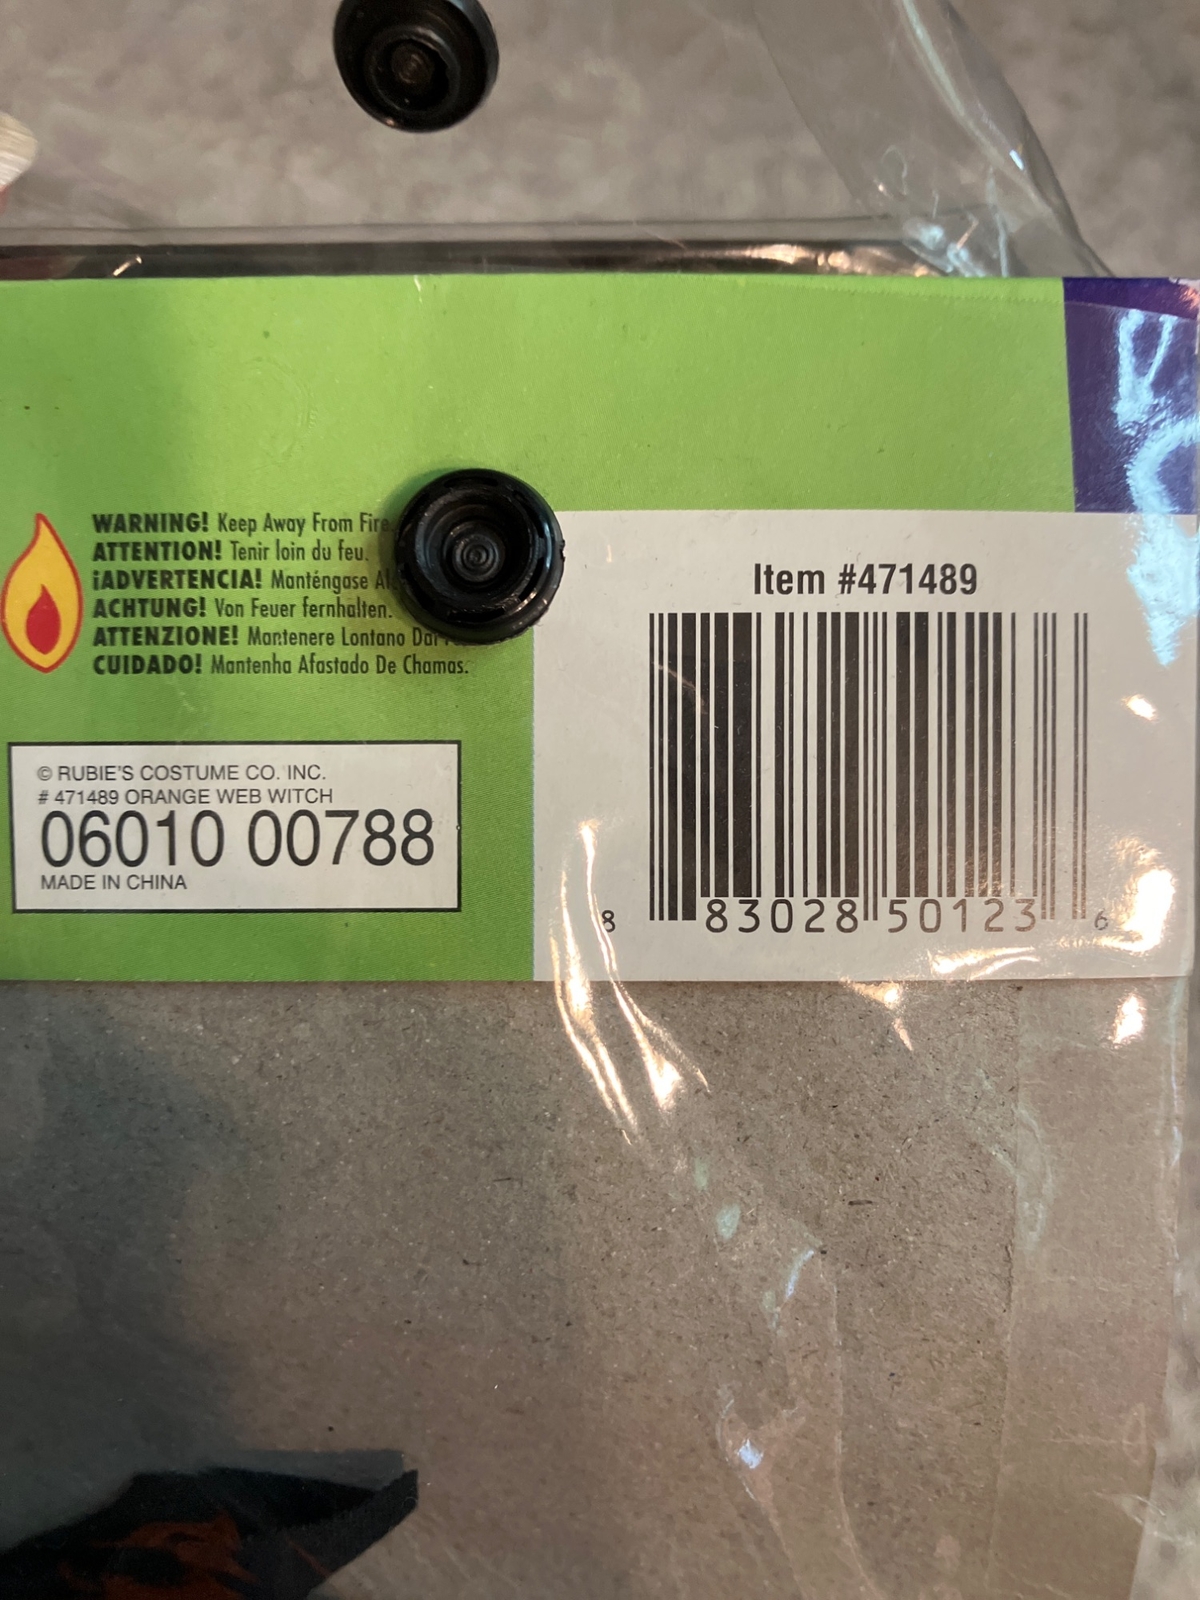 WARNING! Keep Away From Fire
ATTENTION! Tenir loin du feu.
¡ADVERTENCIA! Manténgase
ACHTUNG! Von Feuer fernhalten.
ATTENZIONE! Mantenere Lontano
CUIDADO! Mantenha Afastado De Chamas.
© RUBIE'S COSTUME CO. INC.
# 471489 ORANGE WEB WITCH
06010 00788
MADE IN CHINA
Item #471489
8 83028 50123 6